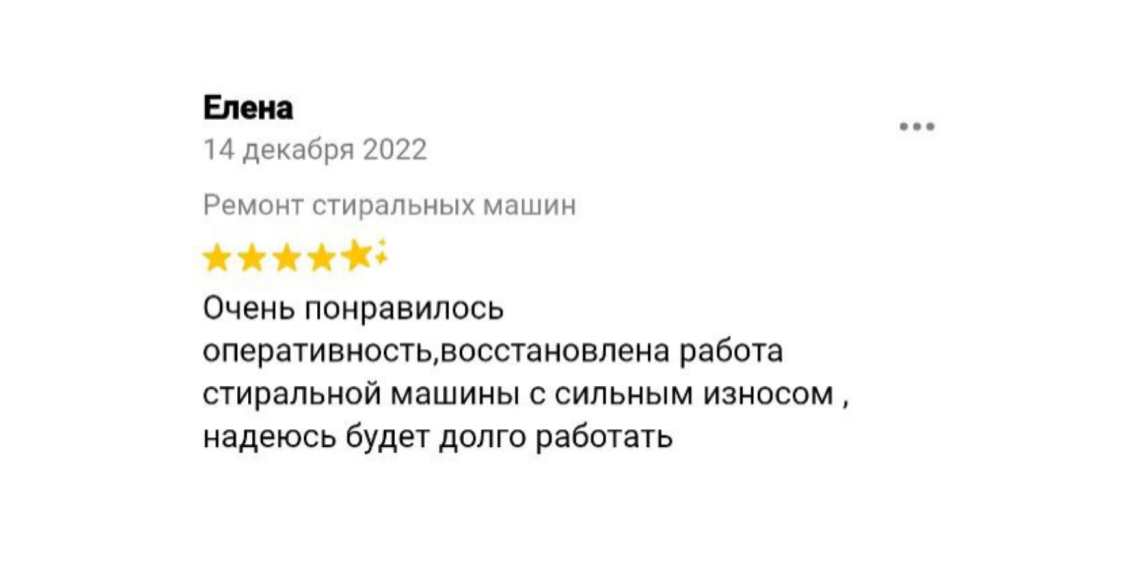 Елена
14 декабря 2022
Ремонт стиральных машин
Очень понравилось
оперативность,восстановлена работа
стиральной машины с сильным износом ,
надеюсь будет долго работать